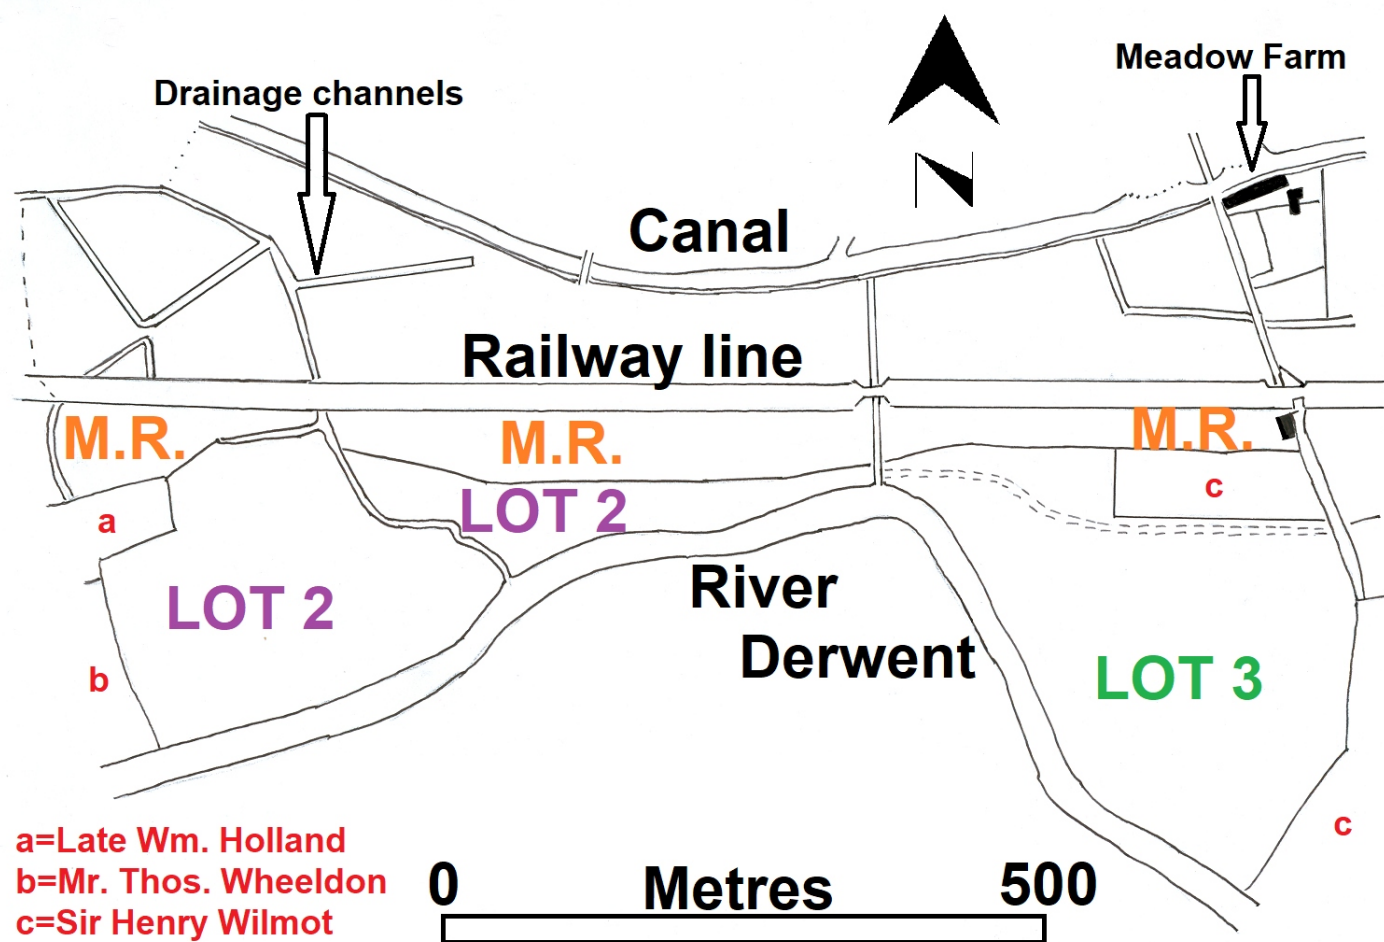 Meadow Farm
Drainage channels
N
Canal
Railway line
M.R.
M.R.
M.R.
c
LOT 2
a
LOT 2
River
Derwent
LOT 3
b
c
a=Late Wm. Holland
b=Mr. Thos. Wheeldon
c=Sir Henry Wilmot
0 Metres 500